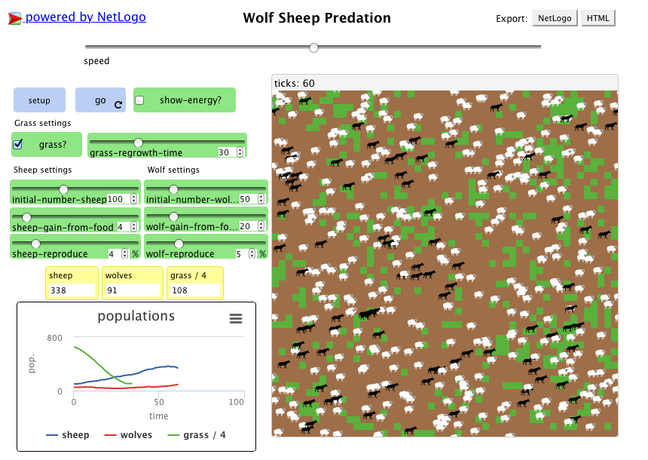 powered by NetLogo
Wolf Sheep Predation
Export: NetLogo HTML
speed
setup
go
show-energy?
ticks: 60
Grass settings
grass?
grass-regrowth-time 30
Sheep settings
Wolf settings
initial-number-sheep 100
initial-number-wol... 50
sheep-gain-from-food 4
wolf-gain-from-fo... 20
sheep-reproduce 4 %
wolf-reproduce 5 %
sheep
338
wolves
91
grass / 4
108
populations
800
pop.
0
0 50 100
time
sheep wolves grass / 4